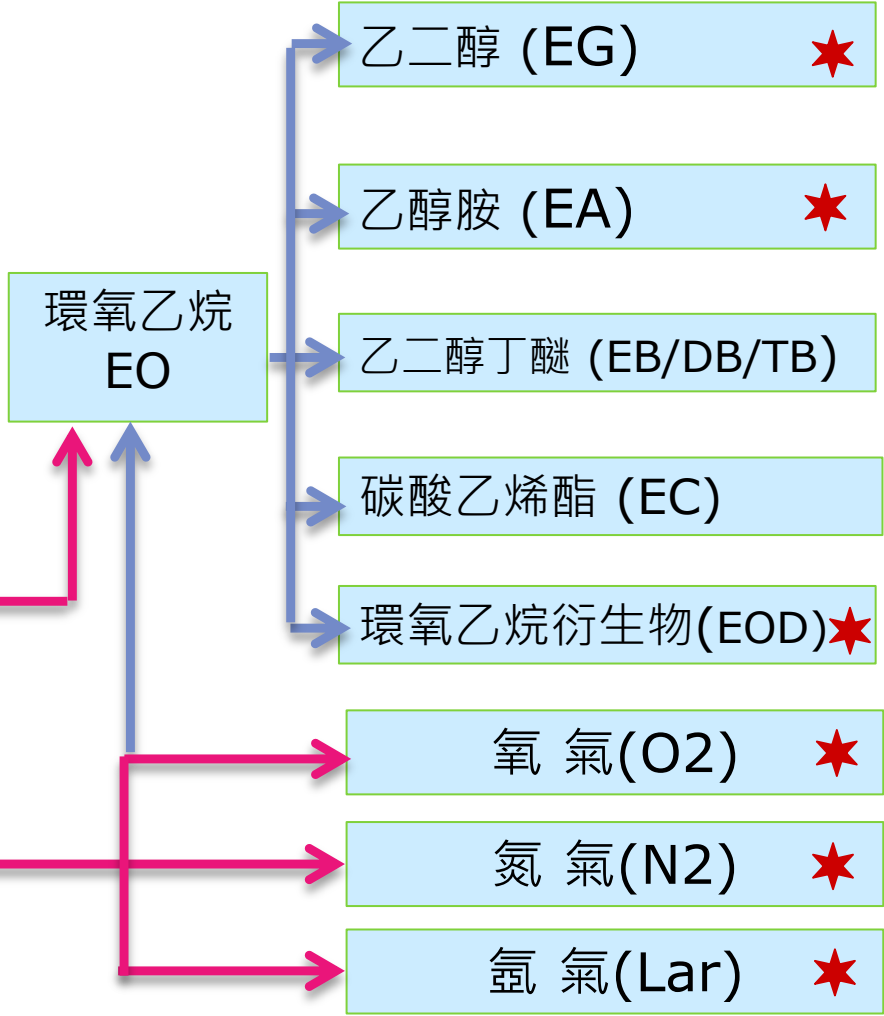 乙二醇 (EG)
乙醇胺 (EA)
環氧乙烷
EO
乙二醇丁醚 (EB/DB/TB)
碳酸乙烯酯 (EC)
環氧乙烷衍生物(EOD)
氧 氣(O2)
氮 氣(N2)
氬 氣(Lar)